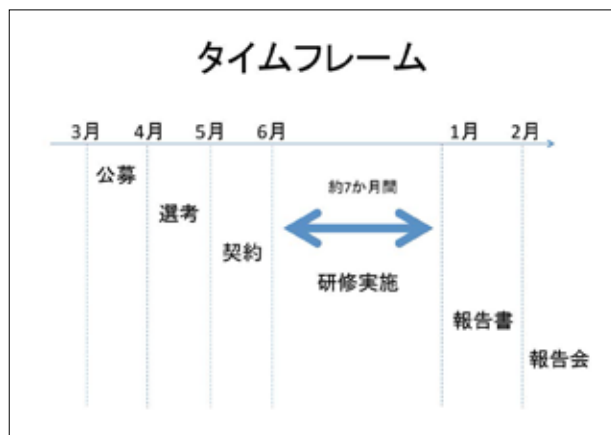 タイムフレーム
3月 4月 5月 6月 1月 2月
公募
約7か月間
選考
契約
研修実施
報告書
報告会